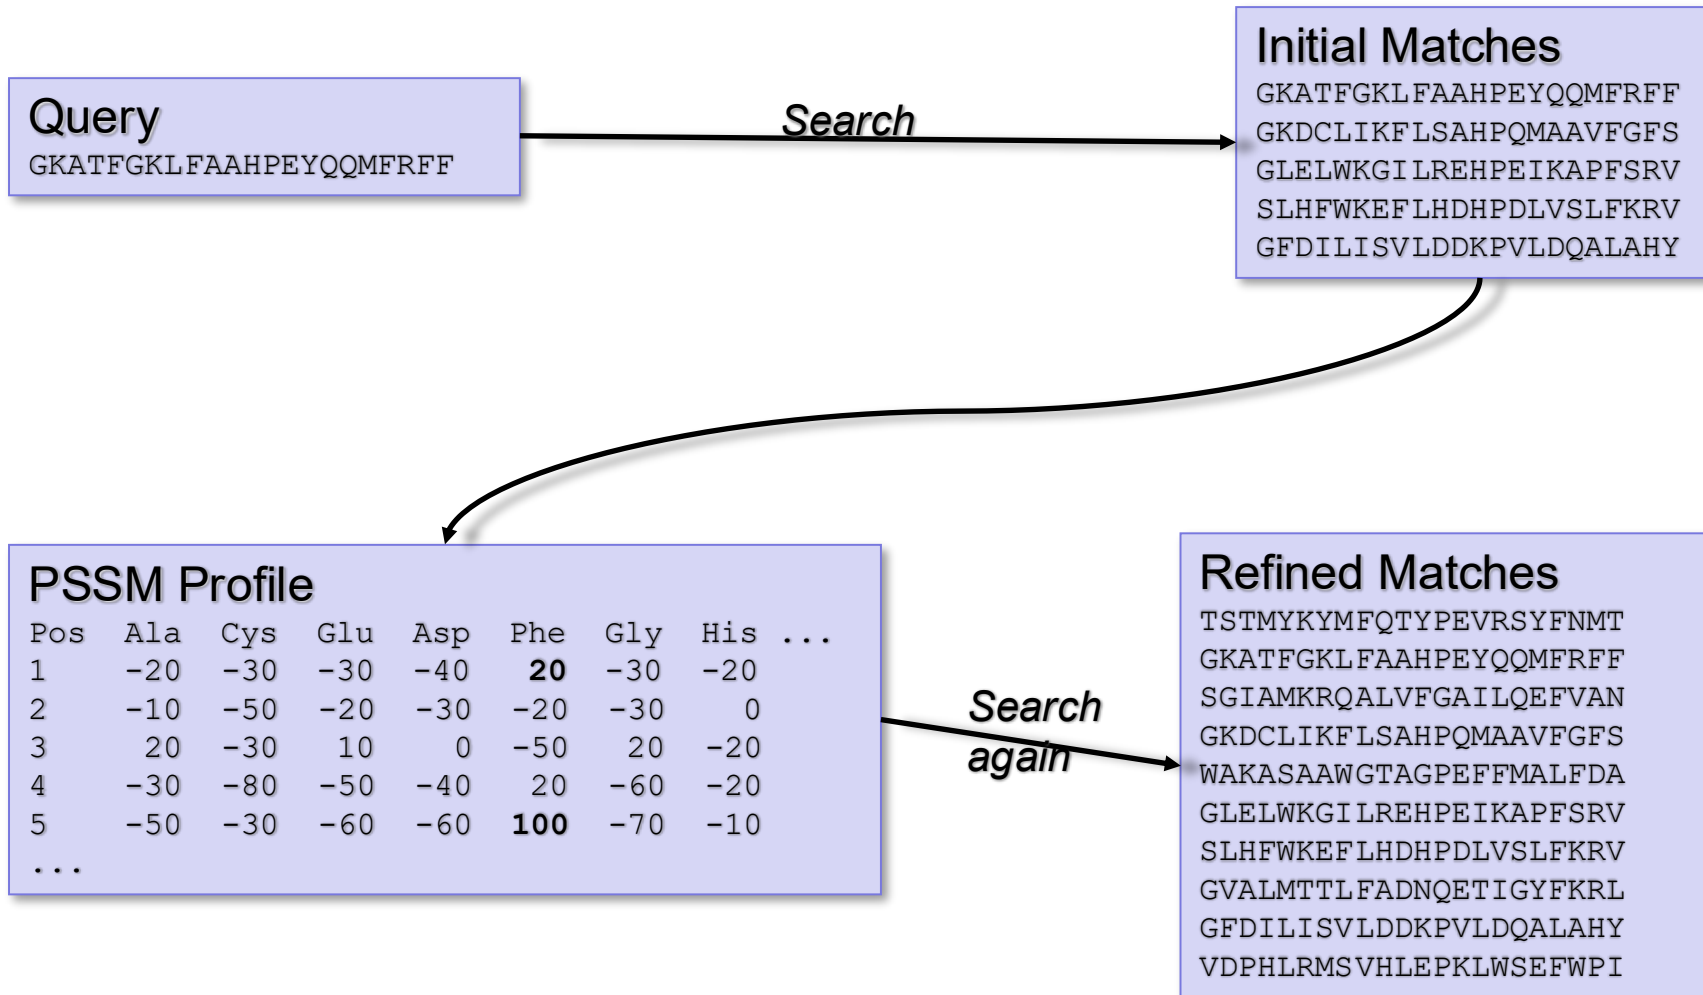 Query
GKATFGKLFAAHPEYQQMFRFF
Search
Initial Matches
GKATFGKLFAAHPEYQQMFRFF
GKDCLIKFLSAHPQMAAVFGFS
GLELWKGILREHPEIKAPFSRV
SLHFWKEFLHDHPDLVSLFKRV
GFDILISVLDDKPVLDQALAHY
PSSM Profile
Pos Ala Cys Glu Asp Phe Gly His ...
1 -20 -30 -30 -40 20 -30 -20
2 -10 -50 -20 -30 -20 -30 0
3 20 -30 10 0 -50 20 -20
4 -30 -80 -50 -40 20 -60 -20
5 -50 -30 -60 -60 100 -70 -10
...
Search
again
Refined Matches
TSTMYKYMFQTYPEVRSYFNMT
GKATFGKLFAAHPEYQQMFRFF
SGIAMKRQALVFGAILQEFVAN
GKDCLIKFLSAHPQMAAVFGFS
WAKASAAWGTAGPEFFMALFDA
GLELWKGILREHPEIKAPFSRV
SLHFWKEFLHDHPDLVSLFKRV
GVALMTTLFADNQETIGYFKRL
GFDILISVLDDKPVLDQALAHY
VDPHLRMSVHLEPKLWSEFWPI